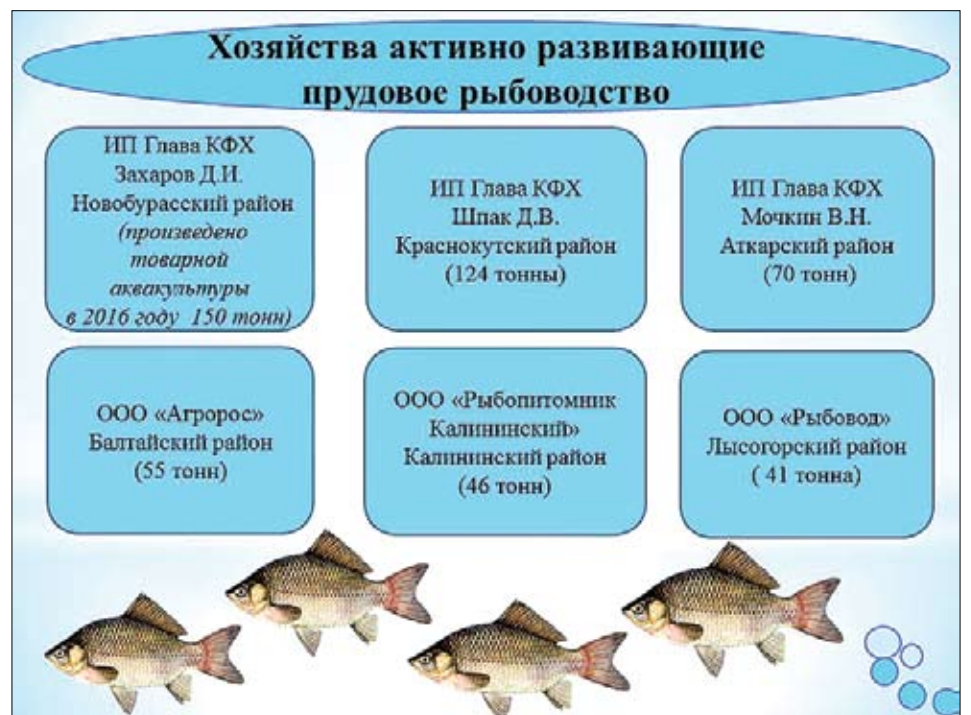 Хозяйства активно развивающие
прудовое рыбоводство
ИП Глава КФХ
Захаров Д.И.
Новобурасский район
(произведено
товарной
аквакультуры
в 2016 году 150 тонн)
ИП Глава КФХ
Шпак Д.В.
Краснокутский район
(124 тонны)
ИП Глава КФХ
Мочкин В.Н.
Аткарский район
(70 тонн)
ООО «Агророс»
Балтайский район
(55 тонн)
ООО «Рыбопитомник
Калининский»
Калининский район
(46 тонн)
ООО «Рыбовод»
Лысогорский район
( 41 тонна)